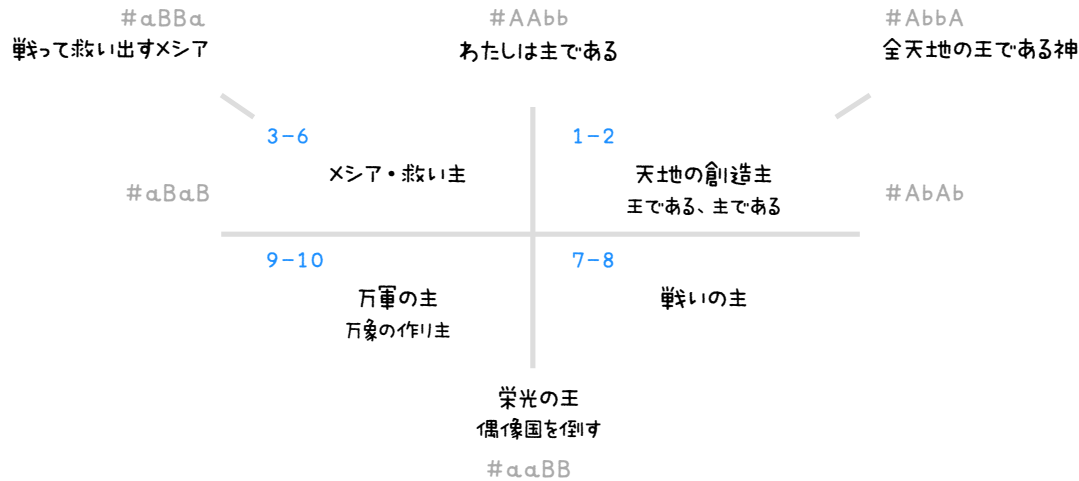 #aBBa
戦って救い出すメシア
#AAbb
わたしは主である
#AbbA
全天地の王である神
3-6
メシア・救い主
1-2
天地の創造主
王である、主である
#aBaB
#AbAb
9-10
万軍の主
万象の作り主
7-8
戦いの主
栄光の王
偶像国を倒す
#aaBB